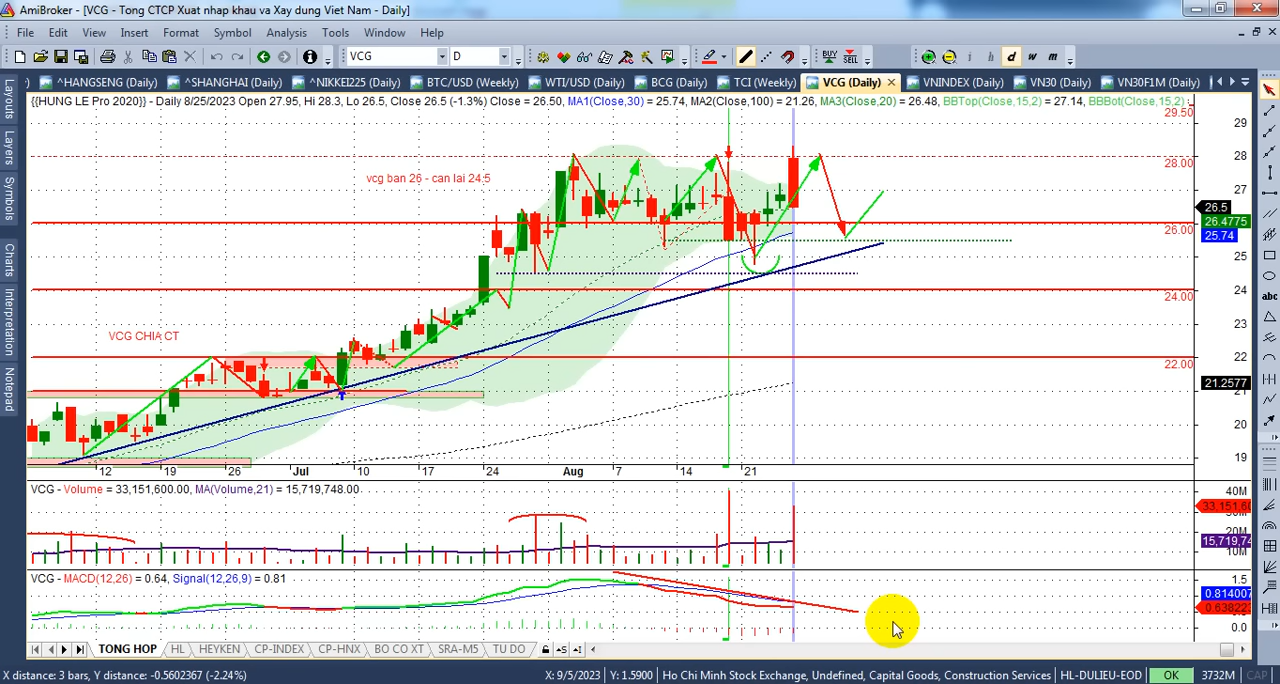 AmiBroker - [VCG - Tong CTCP Xuat nhap khau va Xay dung Viet Nam - Daily]
File Edit View Insert Format Symbol Analysis Tools Window Help
VCG D BUY SELL i h d w m
^HANGSENG (Daily) ^SHANGHAI (Daily) ^NIKKEI225 (Daily) BTC/USD (Weekly) WTI/USD (Daily) BCG (Daily) TCI (Weekly) VCG (Daily) VNINDEX (Daily) VN30 (Daily) VN30F1M (Daily)
Layouts
Layers
Symbols
Charts
Interpretation
Notepad
{{HUNG LE Pro 2020}} - Daily 8/25/2023 Open 27.95, Hi 28.3, Lo 26.5, Close 26.5 (-1.3%) Close = 26.50, MA1(Close,30) = 25.74, MA2(Close,100) = 21.26, MA3(Close,20) = 26.48, BBTop(Close,15,2) = 27.14, BBBot(Close,15,2)
29.50
29
28
28.00
vcg ban 26 - can lai 24.5
27
26.5
26.4775
26.00
25.74
25
24
24.00
23
VCG CHIA CT
22
22.00
21.2577
21
20
19
12 19 26 Jul 10 17 24 Aug 7 14 21
VCG - Volume = 33,151,600.00, MA(Volume,21) = 15,719,748.00
40M
33,151,60
30M
20M
15,719,74
10M
VCG - MACD(12,26) = 0.64, Signal(12,26,9) = 0.81
1.5
0.814007
0.638223
0.0
TONG HOP HL HEYKEN CP-INDEX CP-HNX BO CO XT SRA-M5 TU DO
abc
X distance: 3 bars, Y distance: -0.5602367 (-2.24%) X: 9/5/2023 Y: 1.5900 Ho Chi Minh Stock Exchange, Undefined, Capital Goods, Construction Services HL-DULIEU-EOD OK 3732M CAP